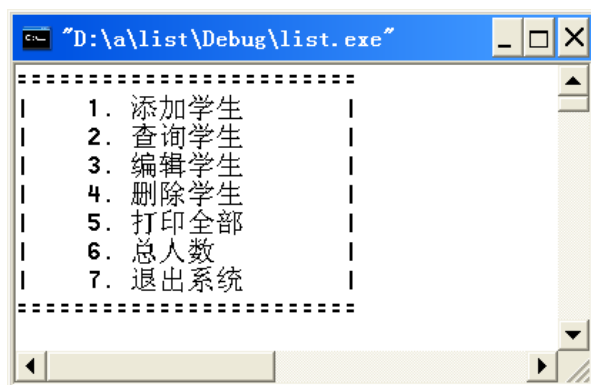 "D:\a\list\Debug\list.exe"
========================
|    1. 添加学生    |
|    2. 查询学生    |
|    3. 编辑学生    |
|    4. 删除学生    |
|    5. 打印全部    |
|    6. 总人数    |
|    7. 退出系统    |
========================